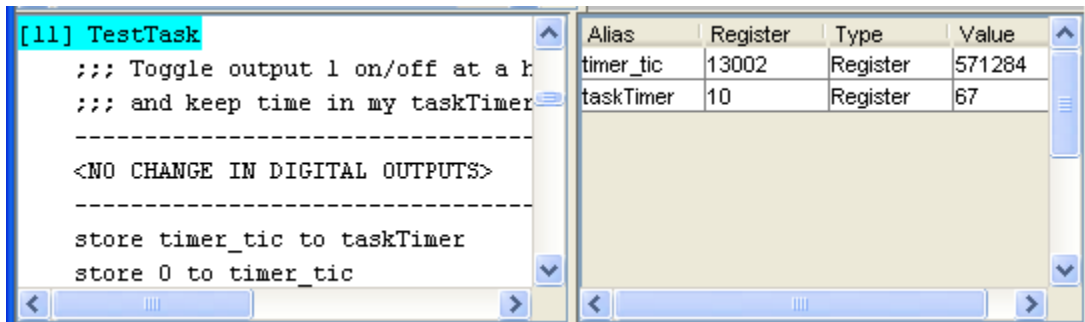 [11] TestTask
;;; Toggle output 1 on/off at a
;;; and keep time in my taskTimer
----------------------------------
<NO CHANGE IN DIGITAL OUTPUTS>
----------------------------------
store timer_tic to taskTimer
store 0 to timer_tic
Alias Register Type Value
timer_tic 13002 Register 571284
taskTimer 10 Register 67